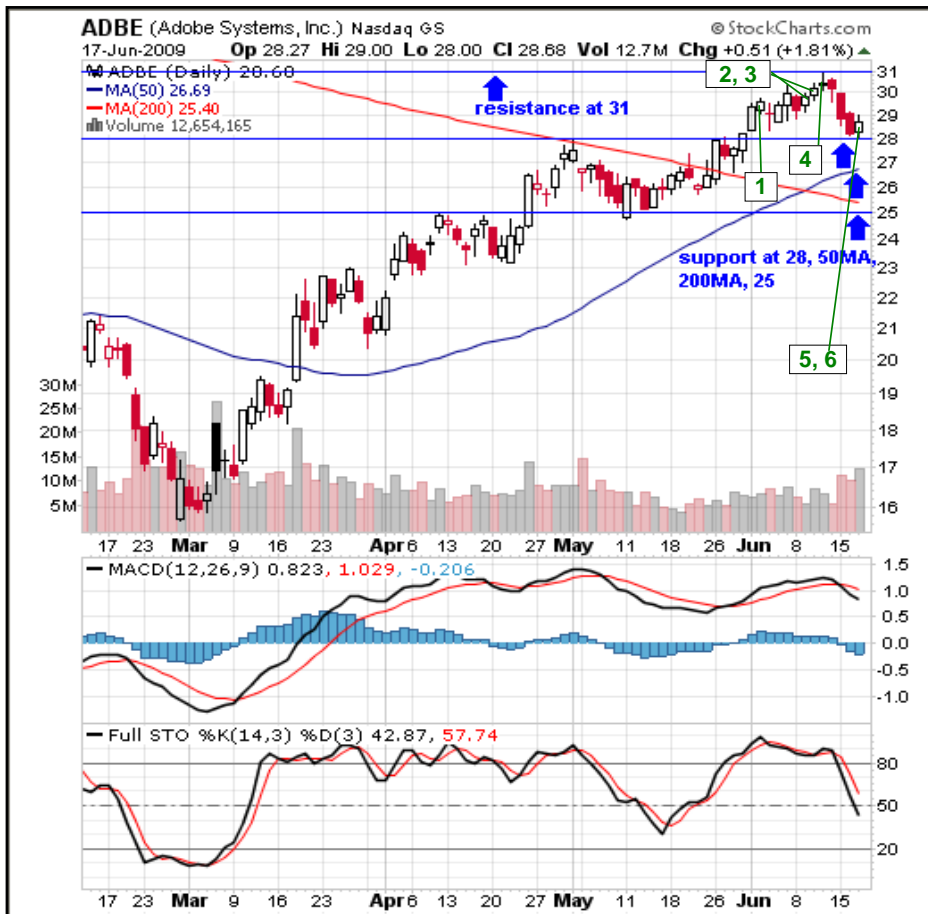 ADBE (Adobe Systems, Inc.) Nasdaq GS © StockCharts.com
17-Jun-2009 Op 28.27 Hi 29.00 Lo 28.00 Cl 28.68 Vol 12.7M Chg +0.51 (+1.81%)
ADBE (Daily) 28.68
MA(50) 26.69
MA(200) 25.40
Volume 12,654,165
resistance at 31
2, 3
4
1
support at 28, 50MA,
200MA, 25
5, 6
31
30
29
28
27
26
25
24
23
22
21
20
19
18
17
16
30M
20M
15M
10M
5M
17 23 Mar 9 16 23 Apr 6 13 20 27 May 11 18 26 Jun 8 15
MACD(12,26,9) 0.823, 1.029, -0.206
1.5
1.0
0.5
0.0
-0.5
-1.0
Full STO %K(14,3) %D(3) 42.87, 57.74
80
50
20
17 23 Mar 9 16 23 Apr 6 13 20 27 May 11 18 26 Jun 8 15